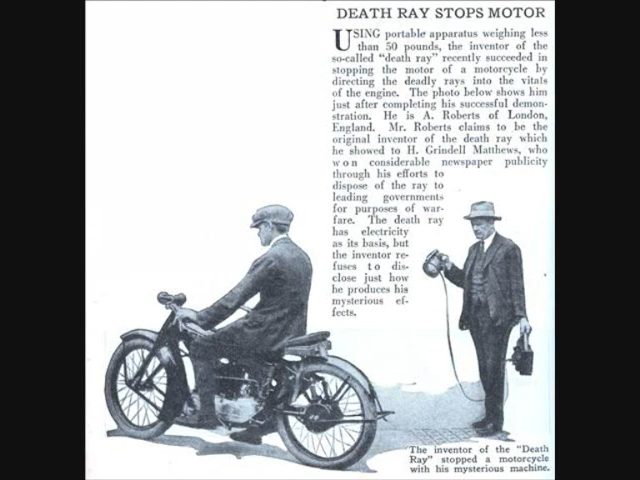 DEATH RAY STOPS MOTOR
USING portable apparatus weighing less
than 50 pounds, the inventor of the
so-called "death ray" recently succeeded in
stopping the motor of a motorcycle by
directing the deadly rays into the vitals
of the engine. The photo below shows him
just after completing his successful demon-
stration. He is A. Roberts of London,
England. Mr. Roberts claims to be the
original inventor of the death ray which
he showed to H. Grindell Matthews, who
won considerable newspaper publicity
through his efforts to
dispose of the ray to
leading governments
for purposes of war-
fare. The death ray
has electricity
as its basis, but
the inventor re-
fuses to dis-
close just how
he produces his
mysterious ef-
fects.
The inventor of the "Death
Ray" stopped a motorcycle
with his mysterious machine.